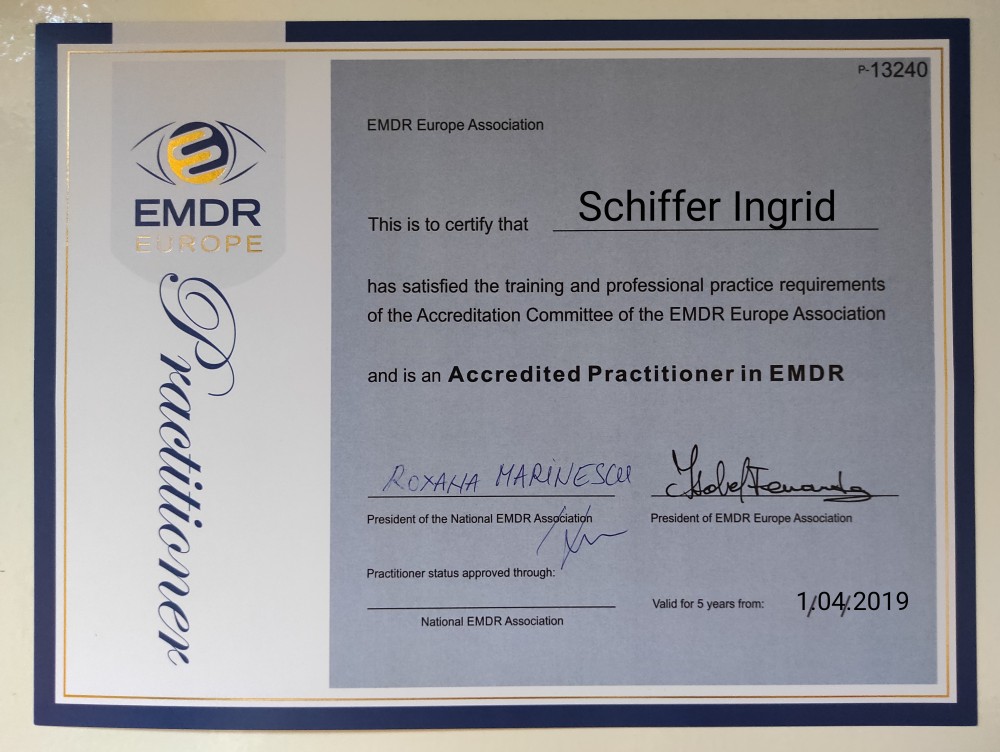 EMDR
EUROPE
Practitioner
P-13240
EMDR Europe Association
This is to certify that Schiffer Ingrid
has satisfied the training and professional practice requirements
of the Accreditation Committee of the EMDR Europe Association
and is an Accredited Practitioner in EMDR
ROXANA MARINESCU
Isabel Fernandez
President of the National EMDR Association
President of EMDR Europe Association
Practitioner status approved through:
Valid for 5 years from: 1/04/2019
National EMDR Association